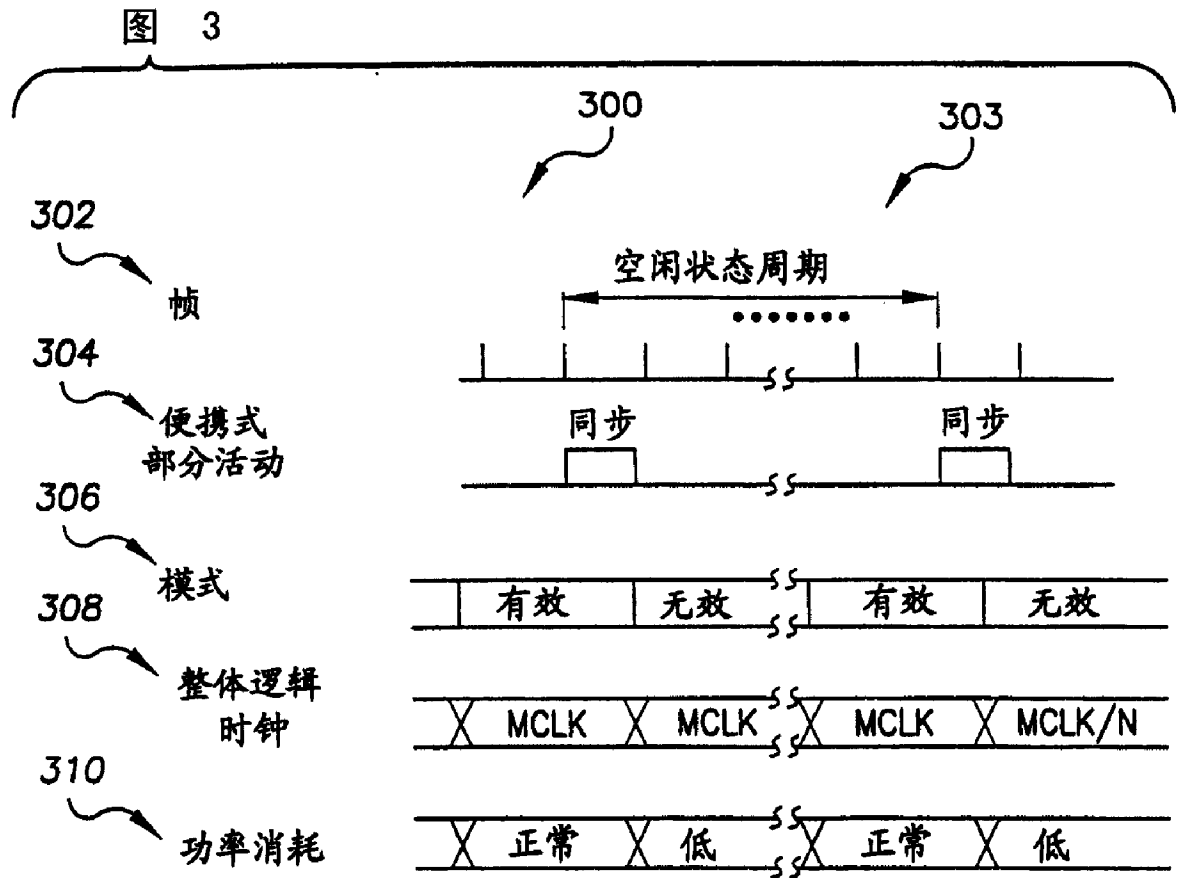 图 3
300
303
302
空闲状态周期
帧
304
同步 同步
便携式
部分活动
306
模式
有效 无效 有效 无效
308
整体逻辑
时钟
MCLK MCLK MCLK MCLK/N
310
功率消耗
正常 低 正常 低